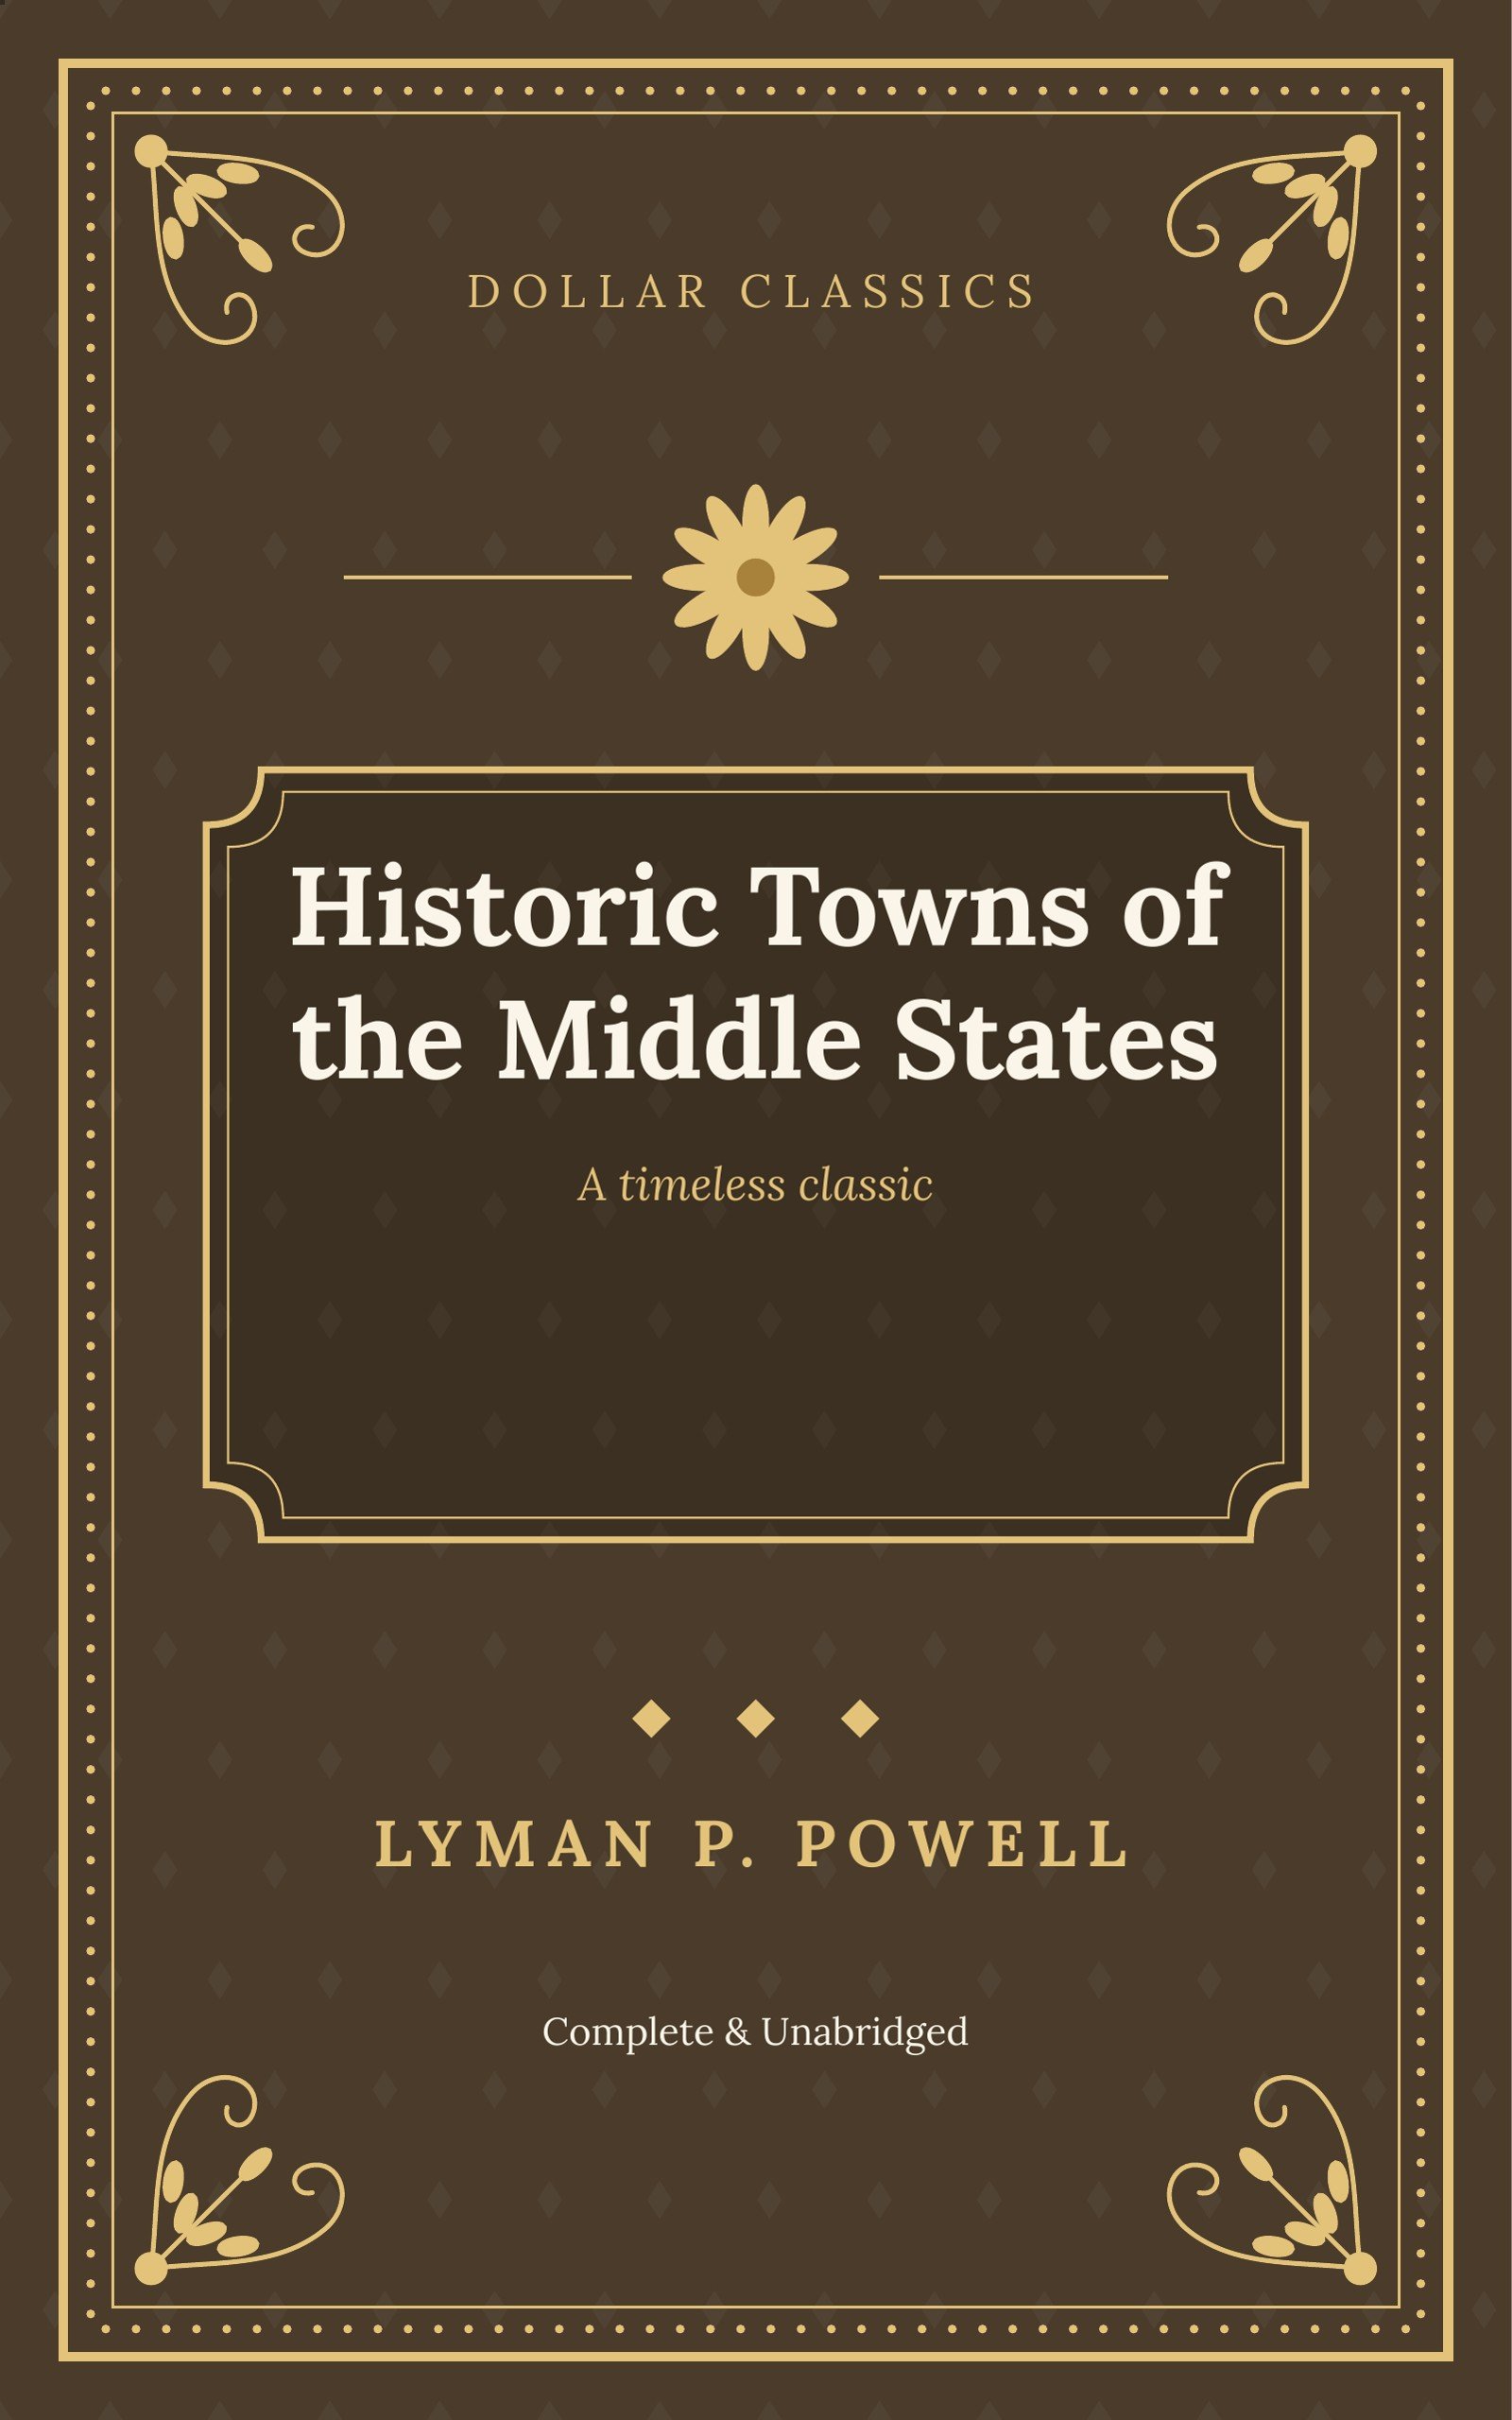 DOLLAR CLASSICS
Historic Towns of
the Middle States
A timeless classic
LYMAN P. POWELL
Complete & Unabridged